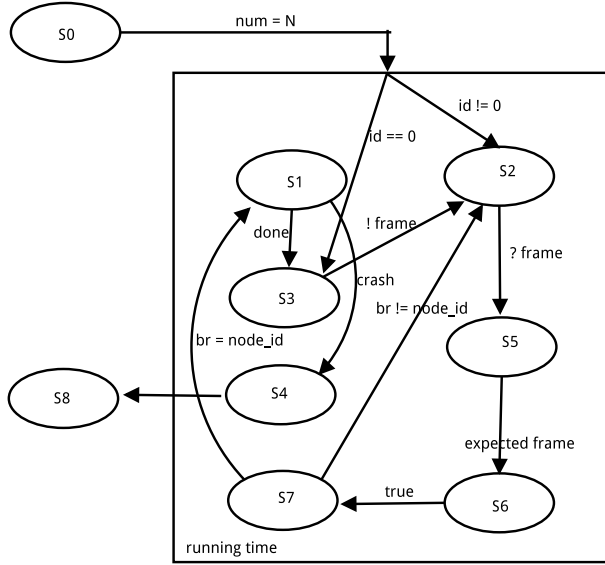 num = N
S0
id != 0
id == 0
S1
S2
done
! frame
? frame
S3
crash
br != node_id
br = node_id
S5
S4
S8
expected frame
S7
true
S6
running time